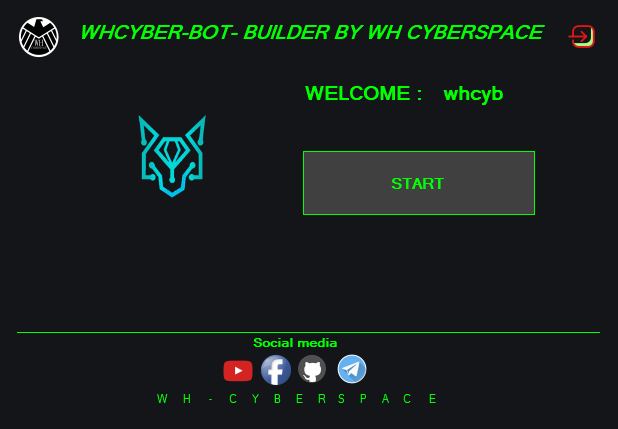 WHCYBER-BOT- BUILDER BY WH CYBERSPACE
WELCOME : whcyb
START
Social media
W H - C Y B E R S P A C E